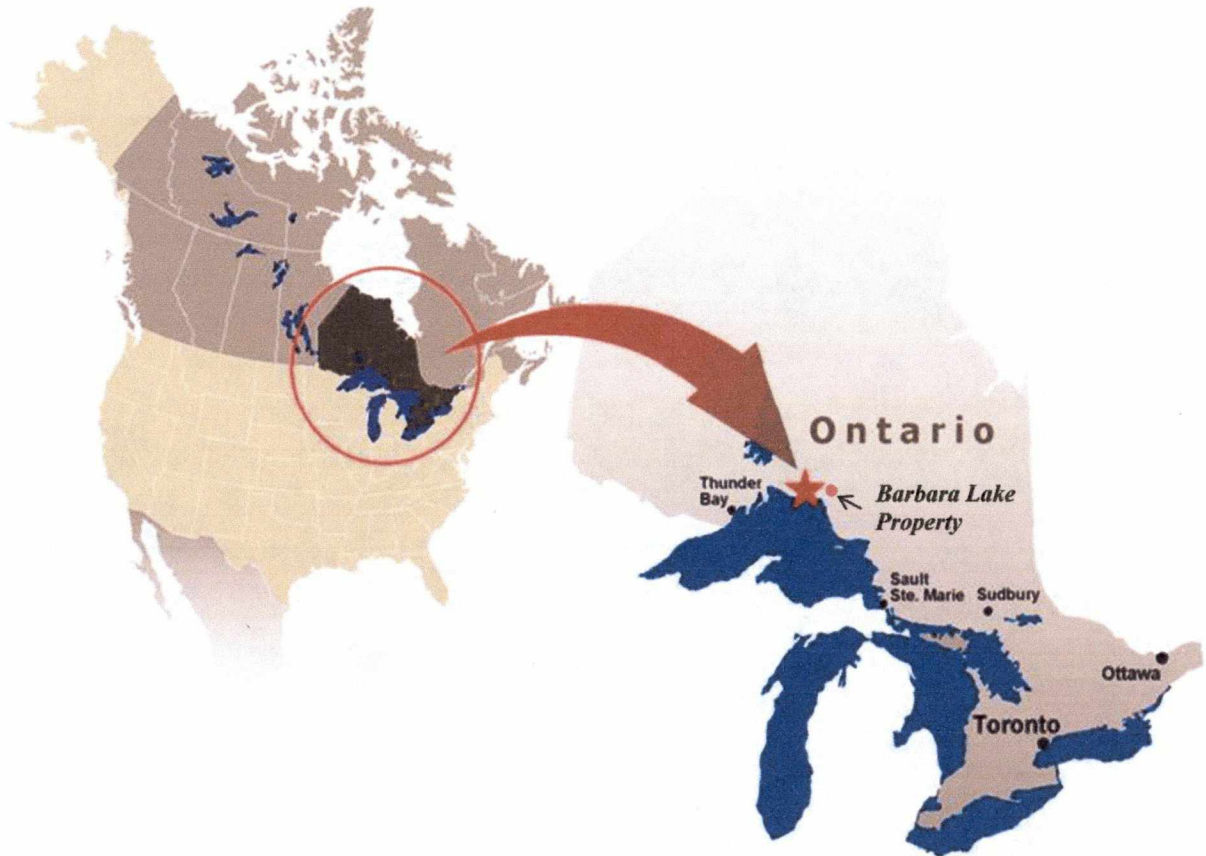 Ontario
Thunder
Bay
Barbara Lake
Property
Sault
Ste. Marie
Sudbury
Ottawa
Toronto